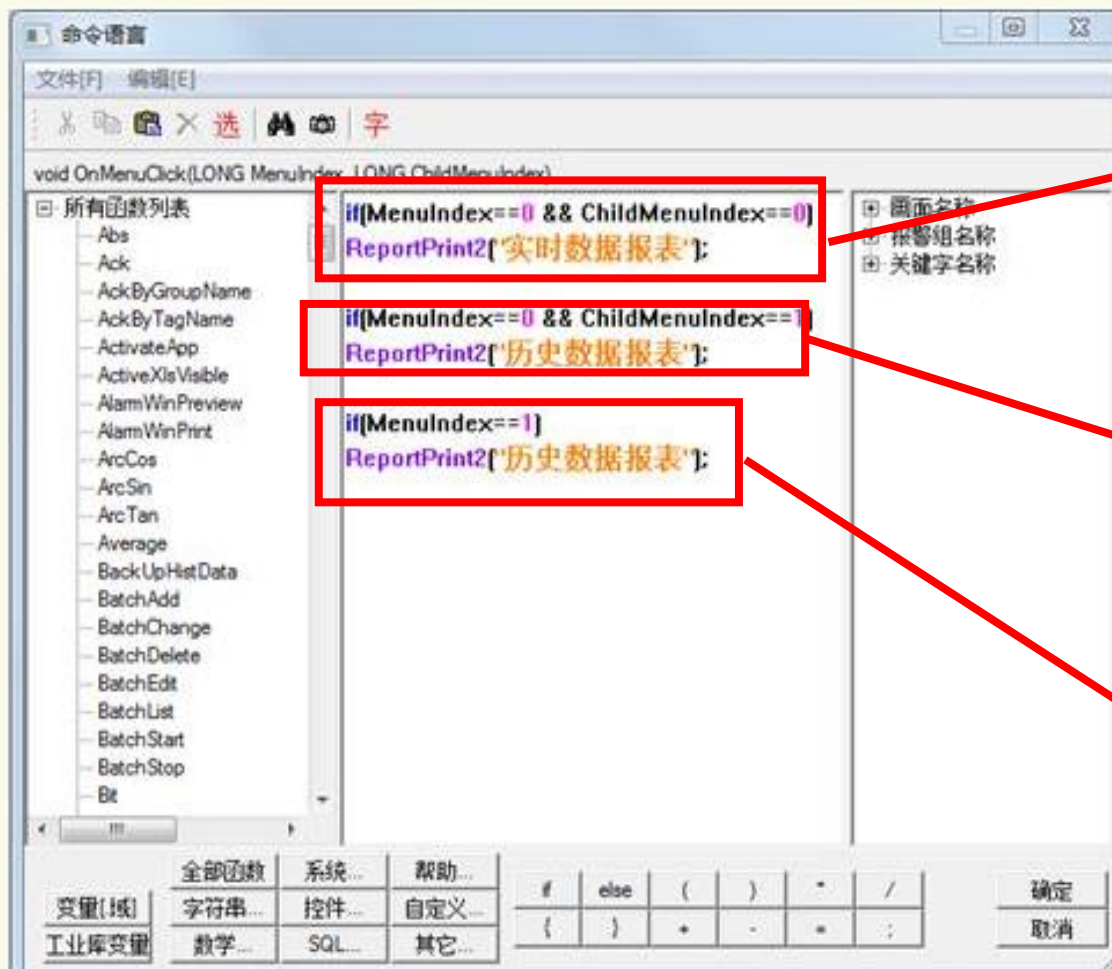 命令语言
文件[F] 编辑[E]
选 字
void OnMenuClick(LONG MenuIndex, LONG ChildMenuIndex)
所有函数列表
Abs
Ack
AckByGroupName
AckByTagName
ActivateApp
ActiveXIsVisible
AlarmWinPreview
AlarmWinPrint
ArcCos
ArcSin
ArcTan
Average
BackUpHistData
BatchAdd
BatchChange
BatchDelete
BatchEdit
BatchList
BatchStart
BatchStop
Bit
if(MenuIndex==0 && ChildMenuIndex==0)
ReportPrint2("实时数据报表");
if(MenuIndex==0 && ChildMenuIndex==1)
ReportPrint2("历史数据报表");
if(MenuIndex==1)
ReportPrint2("历史数据报表");
画面名称
报警组名称
关键字名称
全部函数 系统... 帮助...
变量[.域] 字符串... 控件... 自定义...
工业库变量 数学... SQL... 其它...
if else ( ) * /
{ } + - = ;
确定
取消